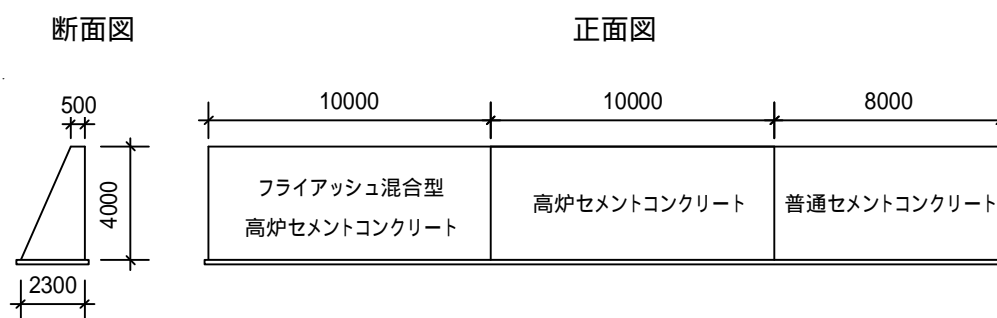 断面図
正面図
500
4000
2300
10000
10000
8000
フライアッシュ混合型
高炉セメントコンクリート
高炉セメントコンクリート
普通セメントコンクリート